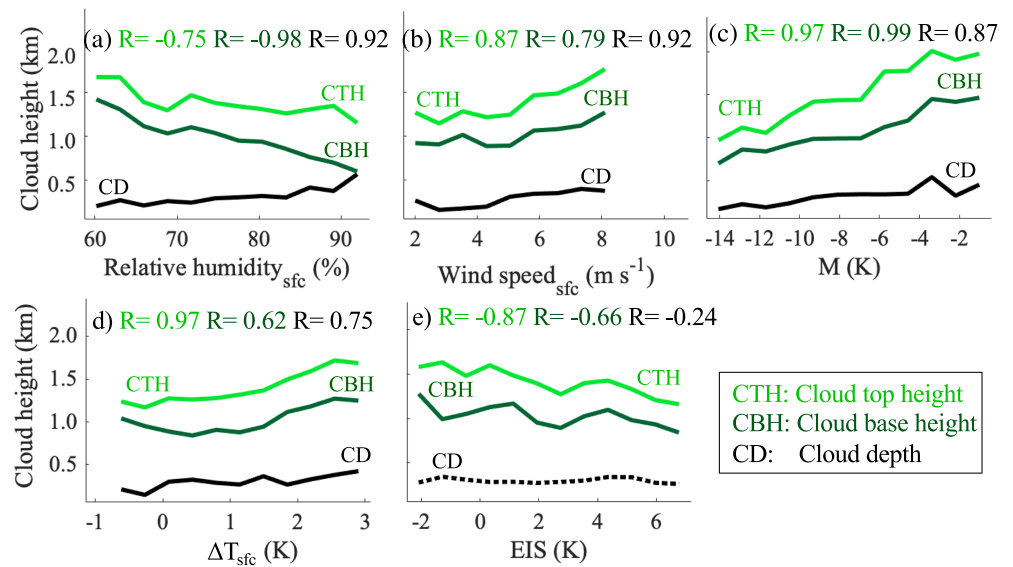 (a) R= -0.75 R= -0.98 R= 0.92
(b) R= 0.87 R= 0.79 R= 0.92
(c) R= 0.97 R= 0.99 R= 0.87
Cloud height (km)
2.0
1.5
1.0
0.5
CTH
CBH
CD
CTH
CBH
CD
CTH
CBH
CD
60 70 80 90
Relative humidity_sfc (%)
2 4 6 8 10
Wind speed_sfc (m s⁻¹)
-14 -12 -10 -8 -6 -4 -2
M (K)
d) R= 0.97 R= 0.62 R= 0.75
e) R= -0.87 R= -0.66 R= -0.24
Cloud height (km)
2.0
1.5
1.0
0.5
CTH
CBH
CD
CTH
CBH
CD
-1 0 1 2 3
ΔT_sfc (K)
-2 0 2 4 6
EIS (K)
CTH: Cloud top height
CBH: Cloud base height
CD: Cloud depth